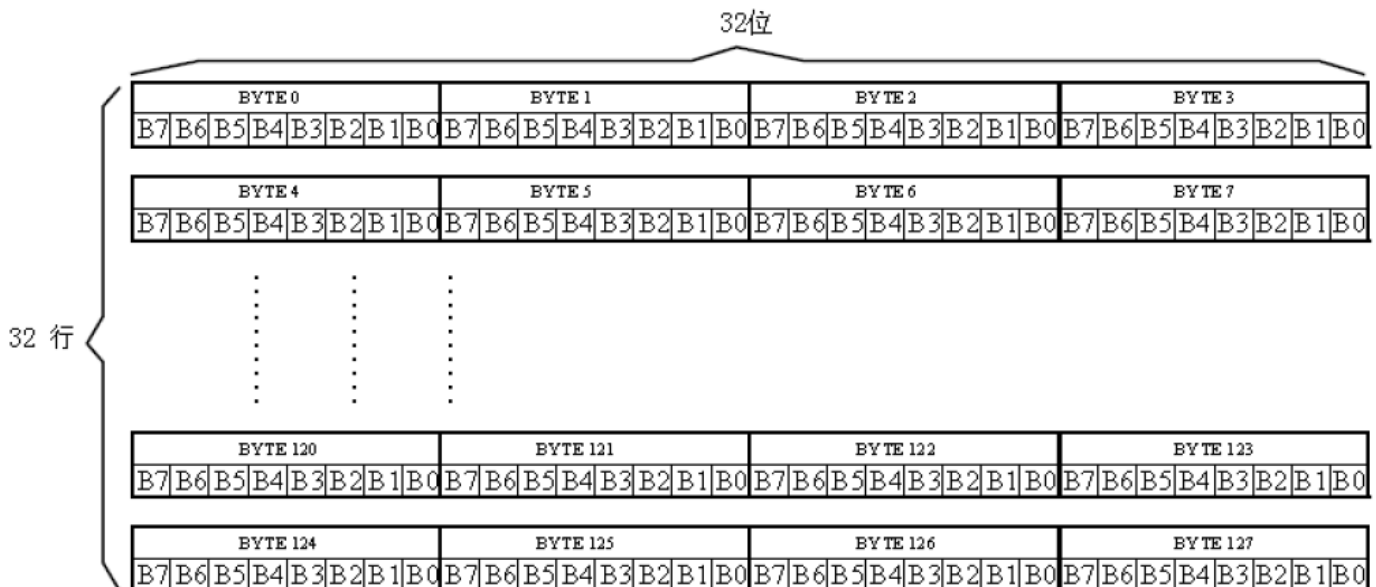 32位
BYTE 0 BYTE 1 BYTE 2 BYTE 3
B7 B6 B5 B4 B3 B2 B1 B0 B7 B6 B5 B4 B3 B2 B1 B0 B7 B6 B5 B4 B3 B2 B1 B0 B7 B6 B5 B4 B3 B2 B1 B0
BYTE 4 BYTE 5 BYTE 6 BYTE 7
B7 B6 B5 B4 B3 B2 B1 B0 B7 B6 B5 B4 B3 B2 B1 B0 B7 B6 B5 B4 B3 B2 B1 B0 B7 B6 B5 B4 B3 B2 B1 B0
32 行
BYTE 120 BYTE 121 BYTE 122 BYTE 123
B7 B6 B5 B4 B3 B2 B1 B0 B7 B6 B5 B4 B3 B2 B1 B0 B7 B6 B5 B4 B3 B2 B1 B0 B7 B6 B5 B4 B3 B2 B1 B0
BYTE 124 BYTE 125 BYTE 126 BYTE 127
B7 B6 B5 B4 B3 B2 B1 B0 B7 B6 B5 B4 B3 B2 B1 B0 B7 B6 B5 B4 B3 B2 B1 B0 B7 B6 B5 B4 B3 B2 B1 B0